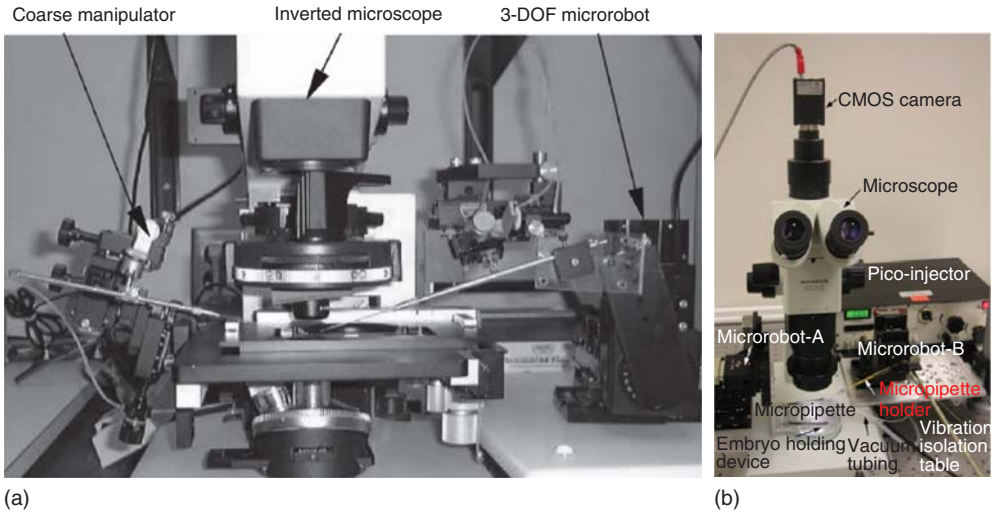 Coarse manipulator
Inverted microscope
3-DOF microrobot
CMOS camera
Microscope
Pico-injector
Microrobot-A
Microrobot-B
Micropipette
holder
Micropipette
Embryo holding
device
Vacuum
tubing
Vibration
isolation
table
(a)
(b)